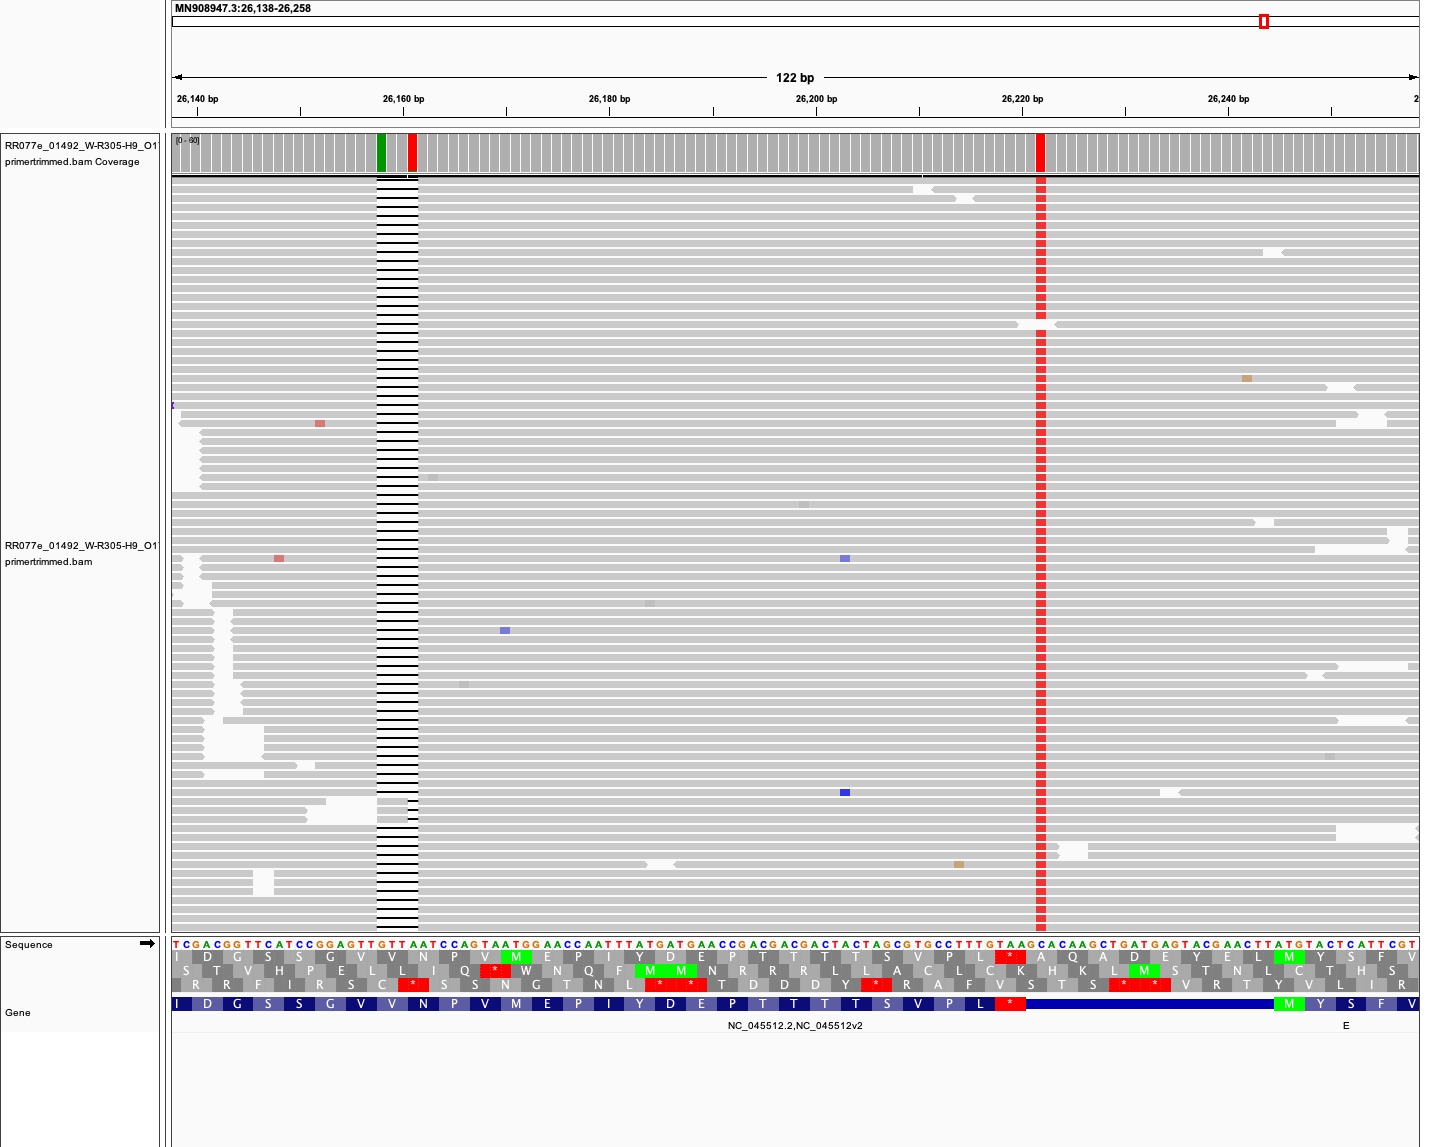 MN908947.3:26,138-26,258
122 bp
26,140 bp 26,160 bp 26,180 bp 26,200 bp 26,220 bp 26,240 bp 2
RR077e_01492_W-R305-H9_O1
[0 - 60]
primertrimmed.bam Coverage
RR077e_01492_W-R305-H9_O1
primertrimmed.bam
Sequence
TCGACGGTTCATCCGGAGTTGTTAATCCAGTAATGGAACCAATTTATGATGAACCGACGACGACTACTAGCGTGCCTTTGTAAGCACAAGCTGATGAGTACGAACTTATGTACTCATTCGT
I D G S S G V V N P V M E P I Y D E P T T T T S V P L * A Q A D E Y E L M Y S F V
S T V H P E L L I Q * W N Q F M M N R R R L L A C L C K H K L M S T N L C T H S
R R F I R S C * S S N G T N L * * T D D D Y * R A F V S T S * * V R T Y V L I R
Gene
I D G S S G V V N P V M E P I Y D E P T T T T S V P L * M Y S F V
NC_045512.2,NC_045512v2
E